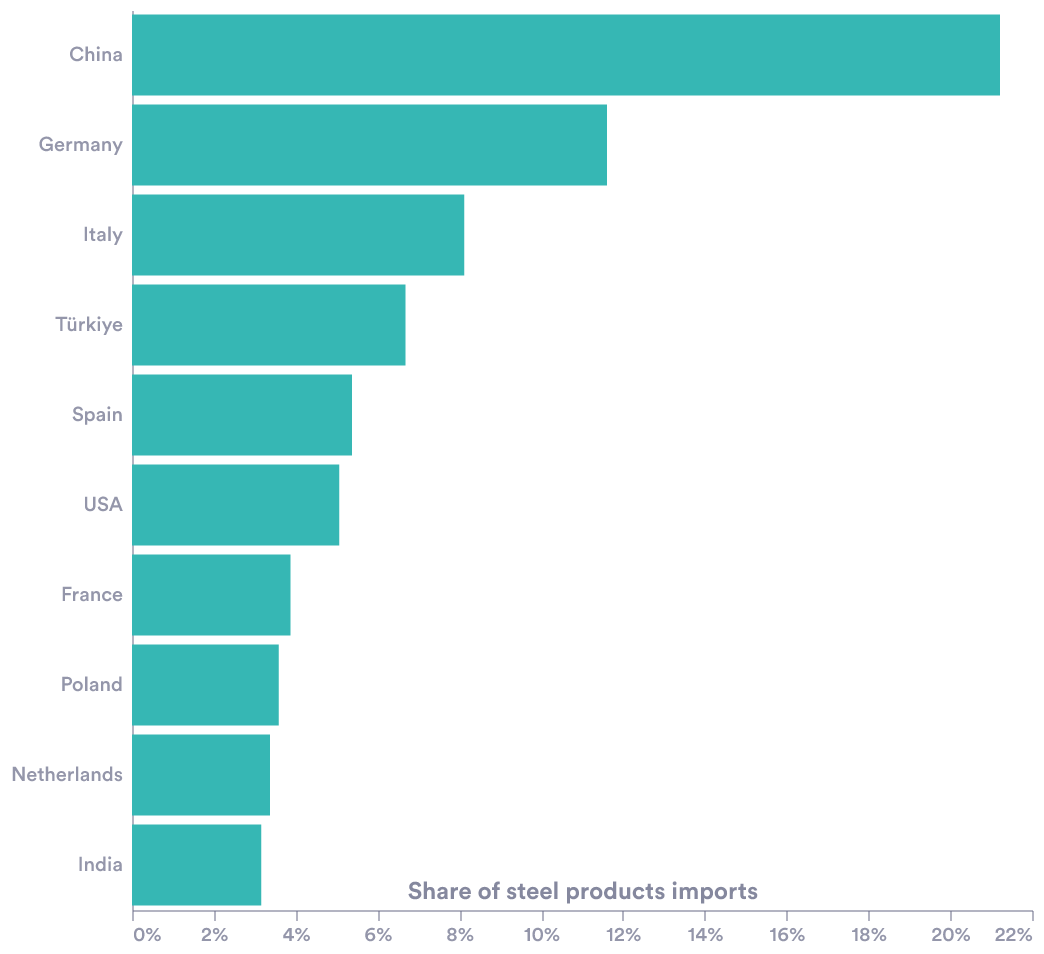 China
Germany
Italy
Türkiye
Spain
USA
France
Poland
Netherlands
India
Share of steel products imports
0% 2% 4% 6% 8% 10% 12% 14% 16% 18% 20% 22%